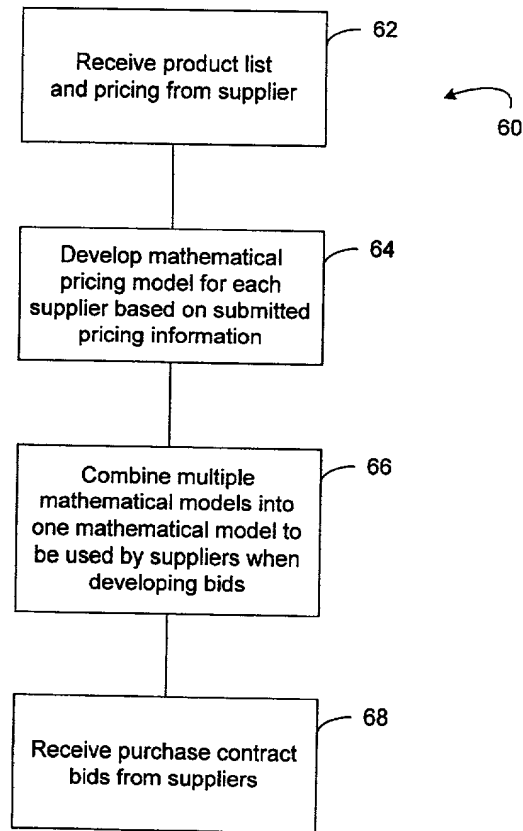 62
Receive product list
and pricing from supplier
60
64
Develop mathematical
pricing model for each
supplier based on submitted
pricing information
66
Combine multiple
mathematical models into
one mathematical model to
be used by suppliers when
developing bids
68
Receive purchase contract
bids from suppliers